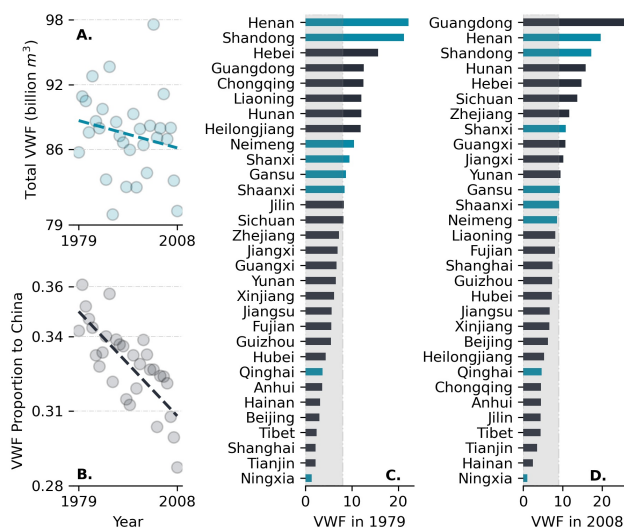 98
92
86
79
1979
2008
Total VWF (billion m³)
A.
0.36
0.34
0.31
0.28
1979
2008
Year
VWF Proportion to China
B.
Henan
Shandong
Hebei
Guangdong
Chongqing
Liaoning
Hunan
Heilongjiang
Neimeng
Shanxi
Gansu
Shaanxi
Jilin
Sichuan
Zhejiang
Jiangxi
Guangxi
Yunan
Xinjiang
Jiangsu
Fujian
Guizhou
Hubei
Qinghai
Anhui
Hainan
Beijing
Tibet
Shanghai
Tianjin
Ningxia
C.
0
10
20
VWF in 1979
Guangdong
Henan
Shandong
Hunan
Hebei
Sichuan
Zhejiang
Shanxi
Guangxi
Jiangxi
Yunan
Gansu
Shaanxi
Neimeng
Liaoning
Fujian
Shanghai
Guizhou
Hubei
Jiangsu
Xinjiang
Beijing
Heilongjiang
Qinghai
Chongqing
Anhui
Jilin
Tibet
Tianjin
Hainan
Ningxia
D.
0
10
20
VWF in 2008